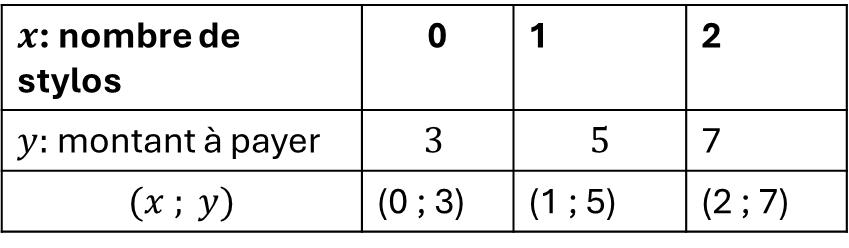 x: nombre de stylos 0 1 2
y: montant à payer 3 5 7
(x ; y) (0 ; 3) (1 ; 5) (2 ; 7)